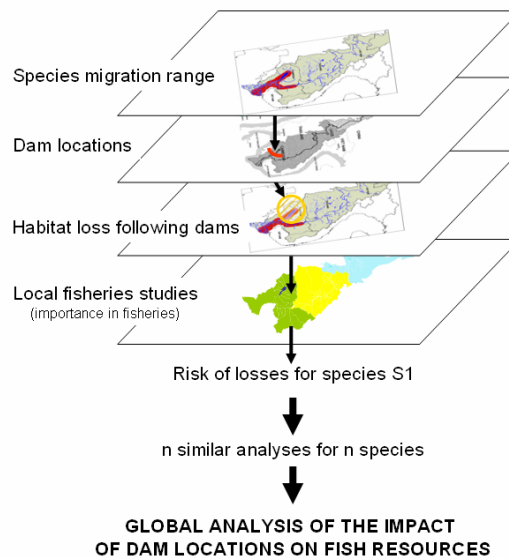 Species migration range
Dam locations
Habitat loss following dams
Local fisheries studies
(importance in fisheries)
Risk of losses for species S1
n similar analyses for n species
GLOBAL ANALYSIS OF THE IMPACT
OF DAM LOCATIONS ON FISH RESOURCES